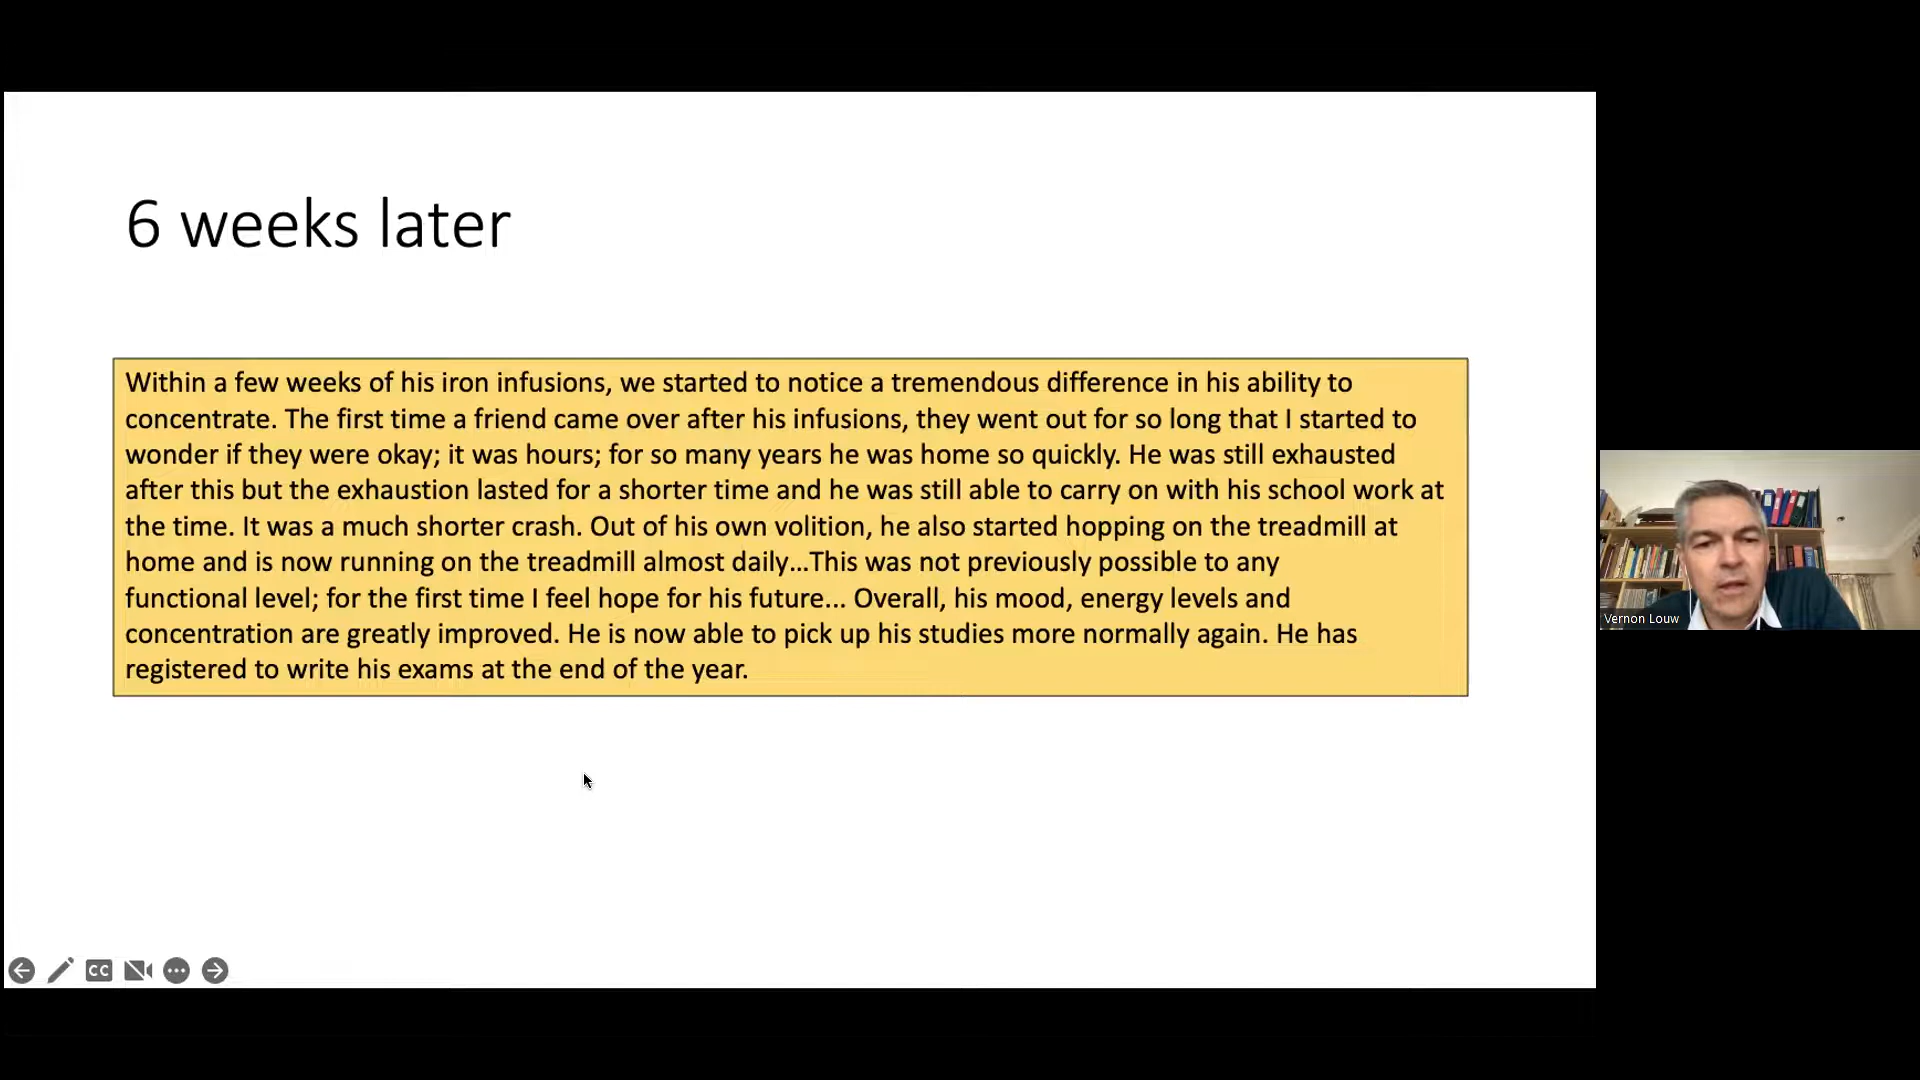 6 weeks later
Within a few weeks of his iron infusions, we started to notice a tremendous difference in his ability to
concentrate. The first time a friend came over after his infusions, they went out for so long that I started to
wonder if they were okay; it was hours; for so many years he was home so quickly. He was still exhausted
after this but the exhaustion lasted for a shorter time and he was still able to carry on with his school work at
the time. It was a much shorter crash. Out of his own volition, he also started hopping on the treadmill at
home and is now running on the treadmill almost daily...This was not previously possible to any
functional level; for the first time I feel hope for his future... Overall, his mood, energy levels and
concentration are greatly improved. He is now able to pick up his studies more normally again. He has
registered to write his exams at the end of the year.
Vernon Louw
CC